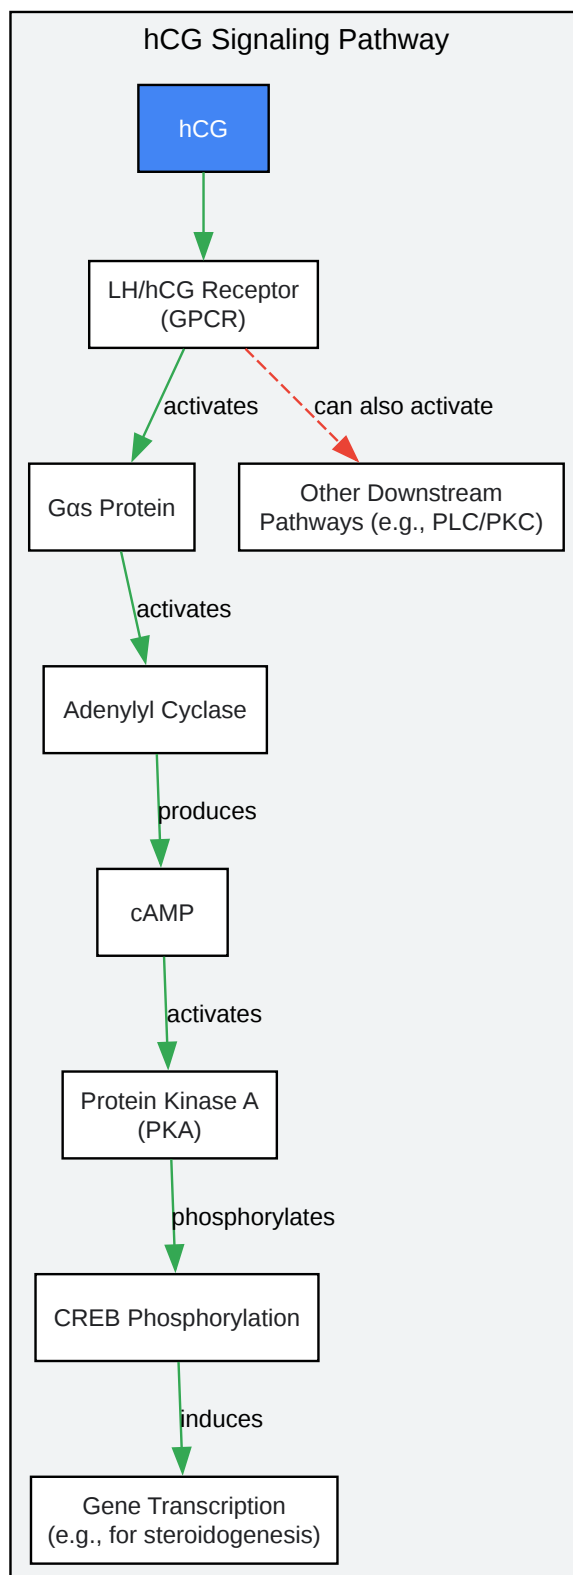 hCG Signaling Pathway
hCG
LH/hCG Receptor
(GPCR)
activates
can also activate
Gαs Protein
Other Downstream
Pathways (e.g., PLC/PKC)
activates
Adenylyl Cyclase
produces
cAMP
activates
Protein Kinase A
(PKA)
phosphorylates
CREB Phosphorylation
induces
Gene Transcription
(e.g., for steroidogenesis)